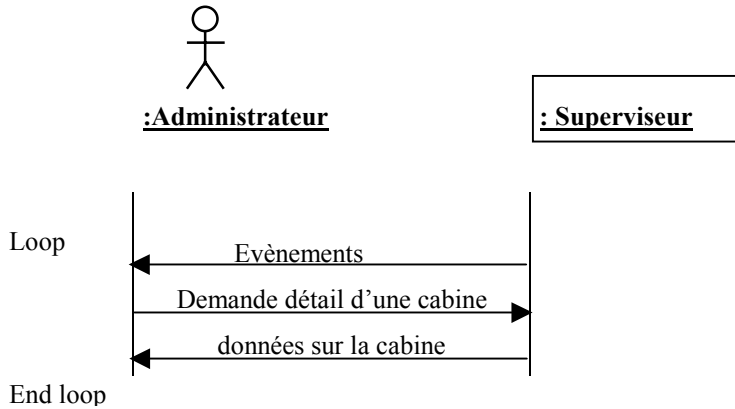 :Administrateur
: Superviseur
Loop
Evènements
Demande détail d’une cabine
données sur la cabine
End loop